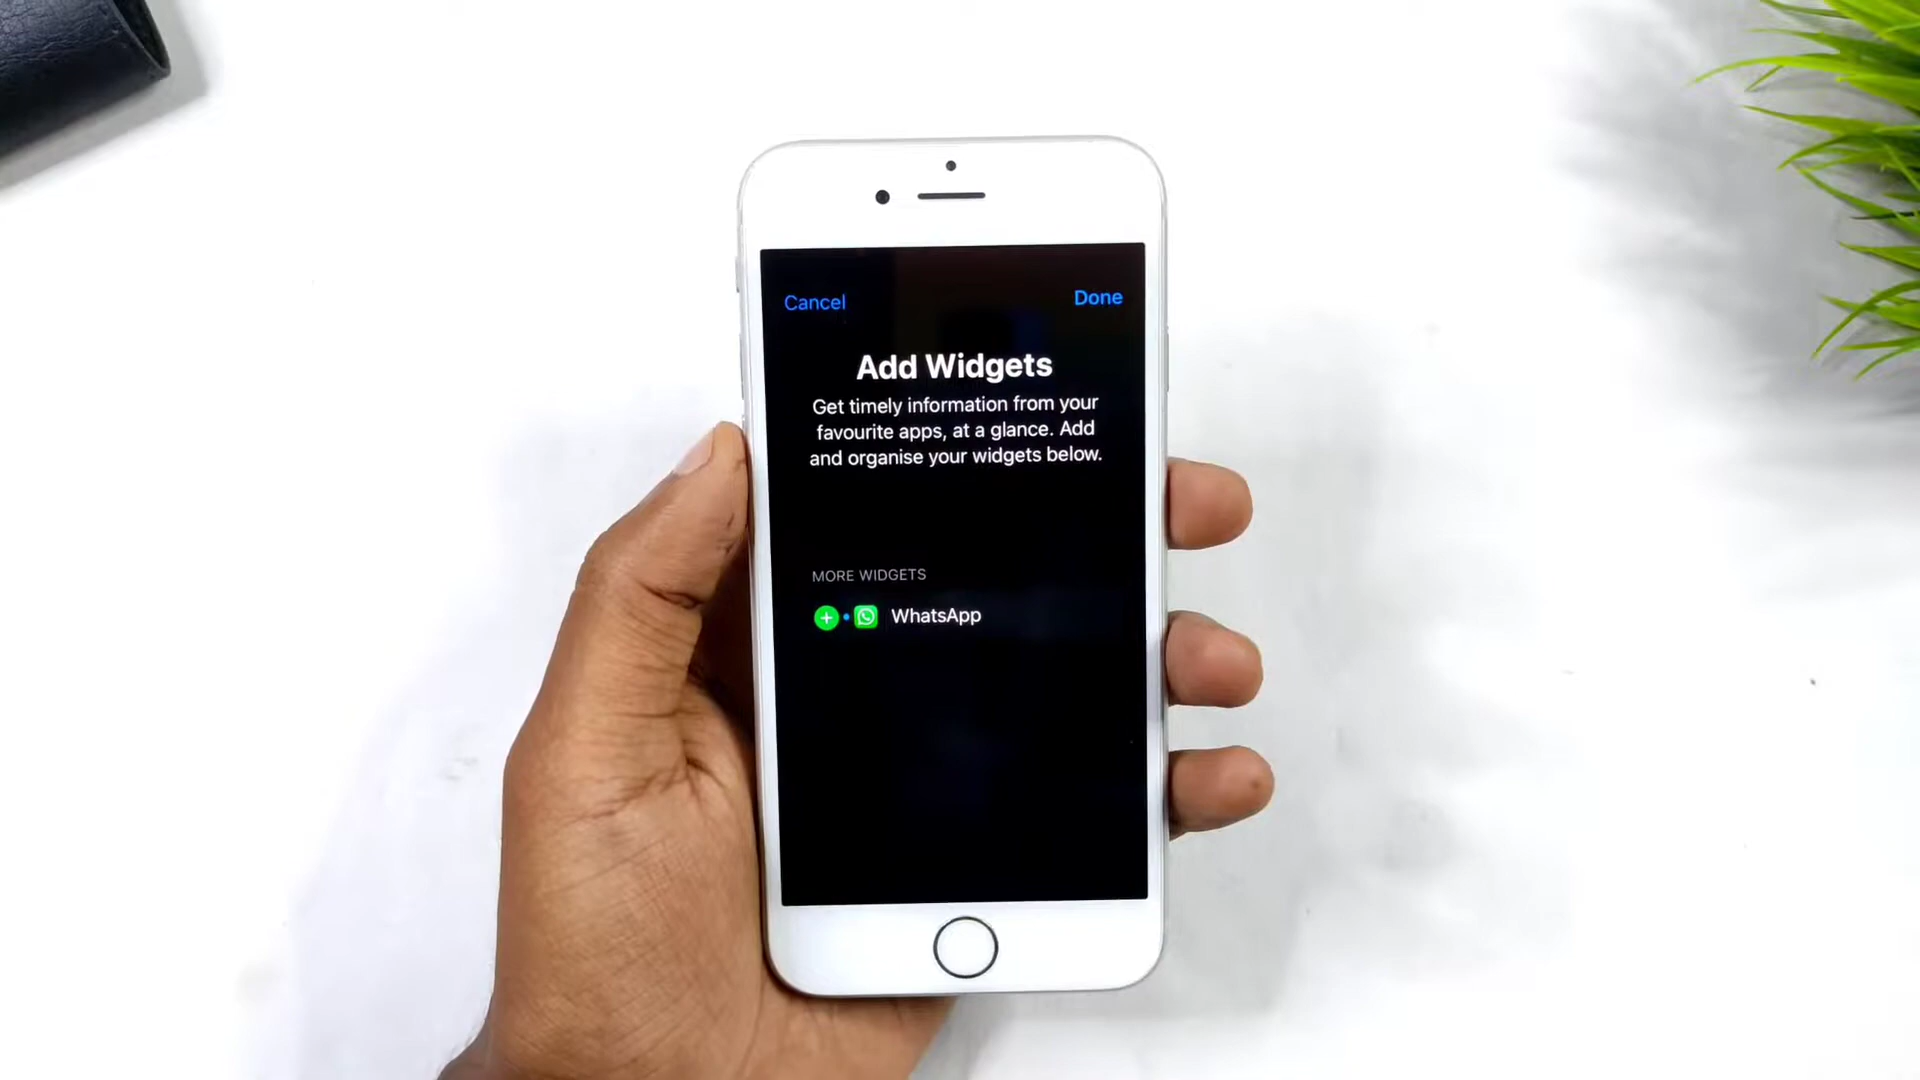 Cancel
Done
Add Widgets
Get timely information from your
favourite apps, at a glance. Add
and organise your widgets below.
MORE WIDGETS
WhatsApp